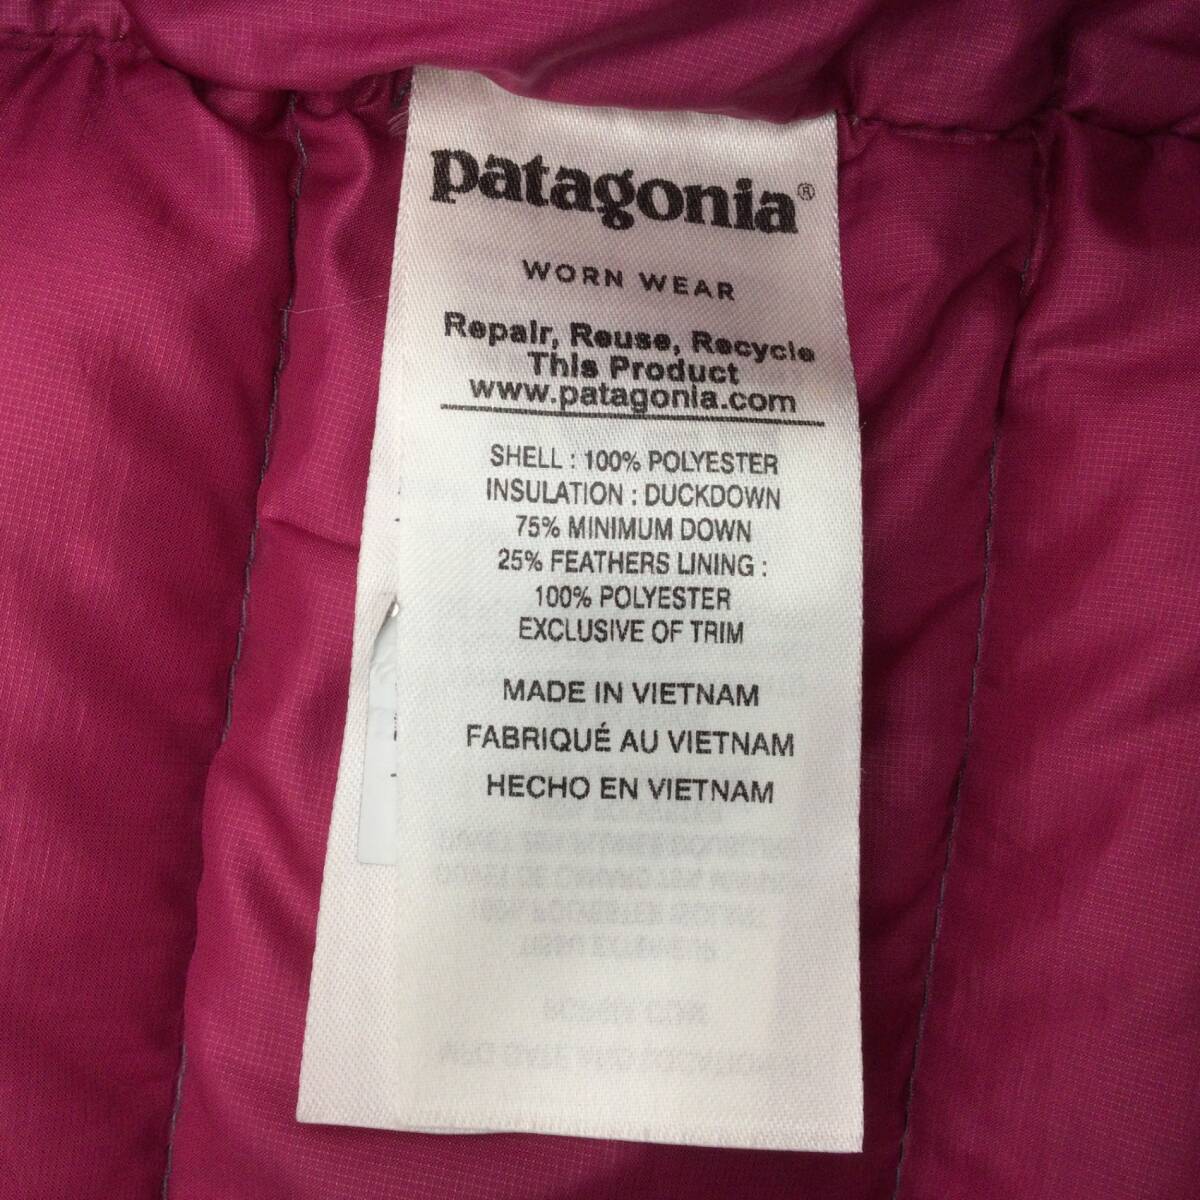 patagonia®
WORN WEAR
Repair, Reuse, Recycle
This Product
www.patagonia.com
SHELL : 100% POLYESTER
INSULATION : DUCKDOWN
75% MINIMUM DOWN
25% FEATHERS LINING :
100% POLYESTER
EXCLUSIVE OF TRIM
MADE IN VIETNAM
FABRIQUÉ AU VIETNAM
HECHO EN VIETNAM